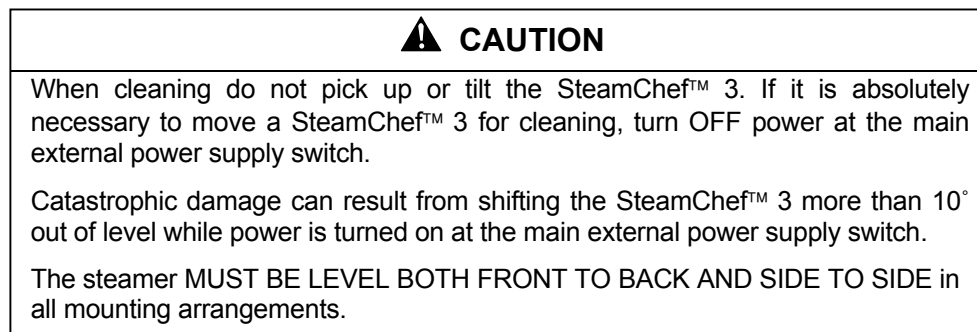 CAUTION
When cleaning do not pick up or tilt the SteamChef™ 3. If it is absolutely
necessary to move a SteamChef™ 3 for cleaning, turn OFF power at the main
external power supply switch.
Catastrophic damage can result from shifting the SteamChef™ 3 more than 10˚
out of level while power is turned on at the main external power supply switch.
The steamer MUST BE LEVEL BOTH FRONT TO BACK AND SIDE TO SIDE in
all mounting arrangements.